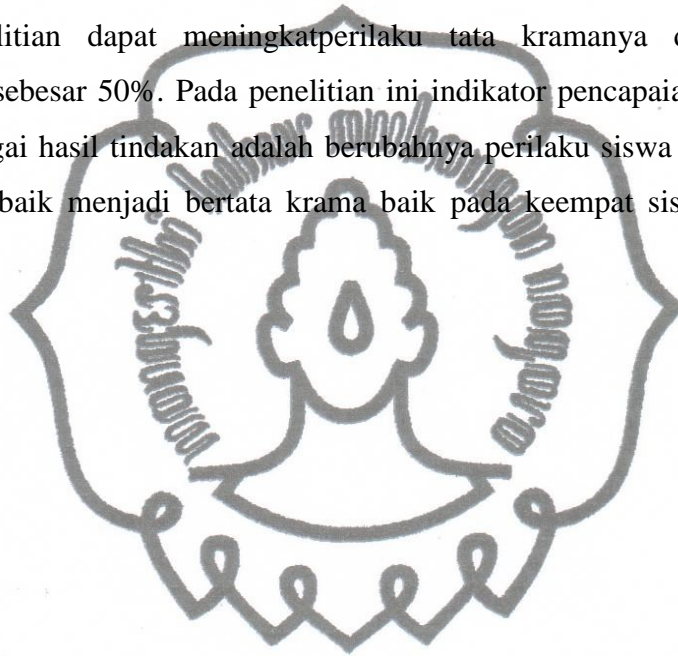 litian dapat meningkatperilaku tata kramanya d
sebesar 50%. Pada penelitian ini indikator pencapaia
gai hasil tindakan adalah berubahnya perilaku siswa
baik menjadi bertata krama baik pada keempat sis